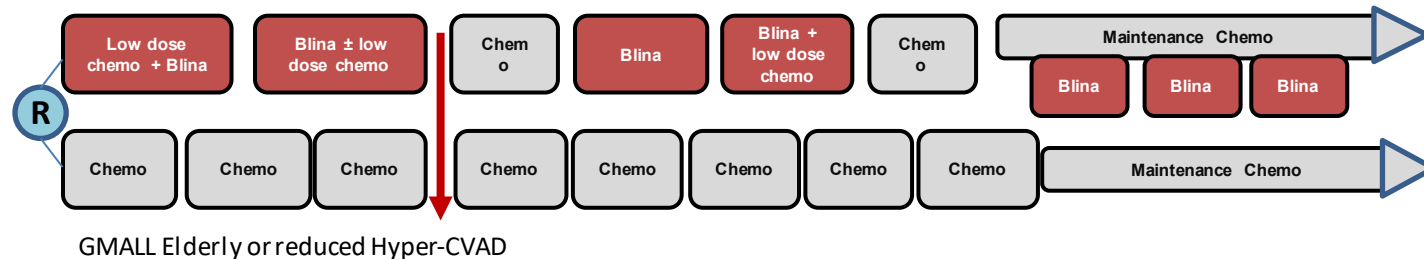 Low dose
chemo + Blina
Blina ± low
dose chemo
Chem
o
Blina
Blina +
low dose
chemo
Chem
o
Maintenance Chemo
Blina
Blina
Blina
R
Chemo
Chemo
Chemo
Chemo
Chemo
Chemo
Chemo
Chemo
Maintenance Chemo
GMALL Elderly or reduced Hyper-CVAD